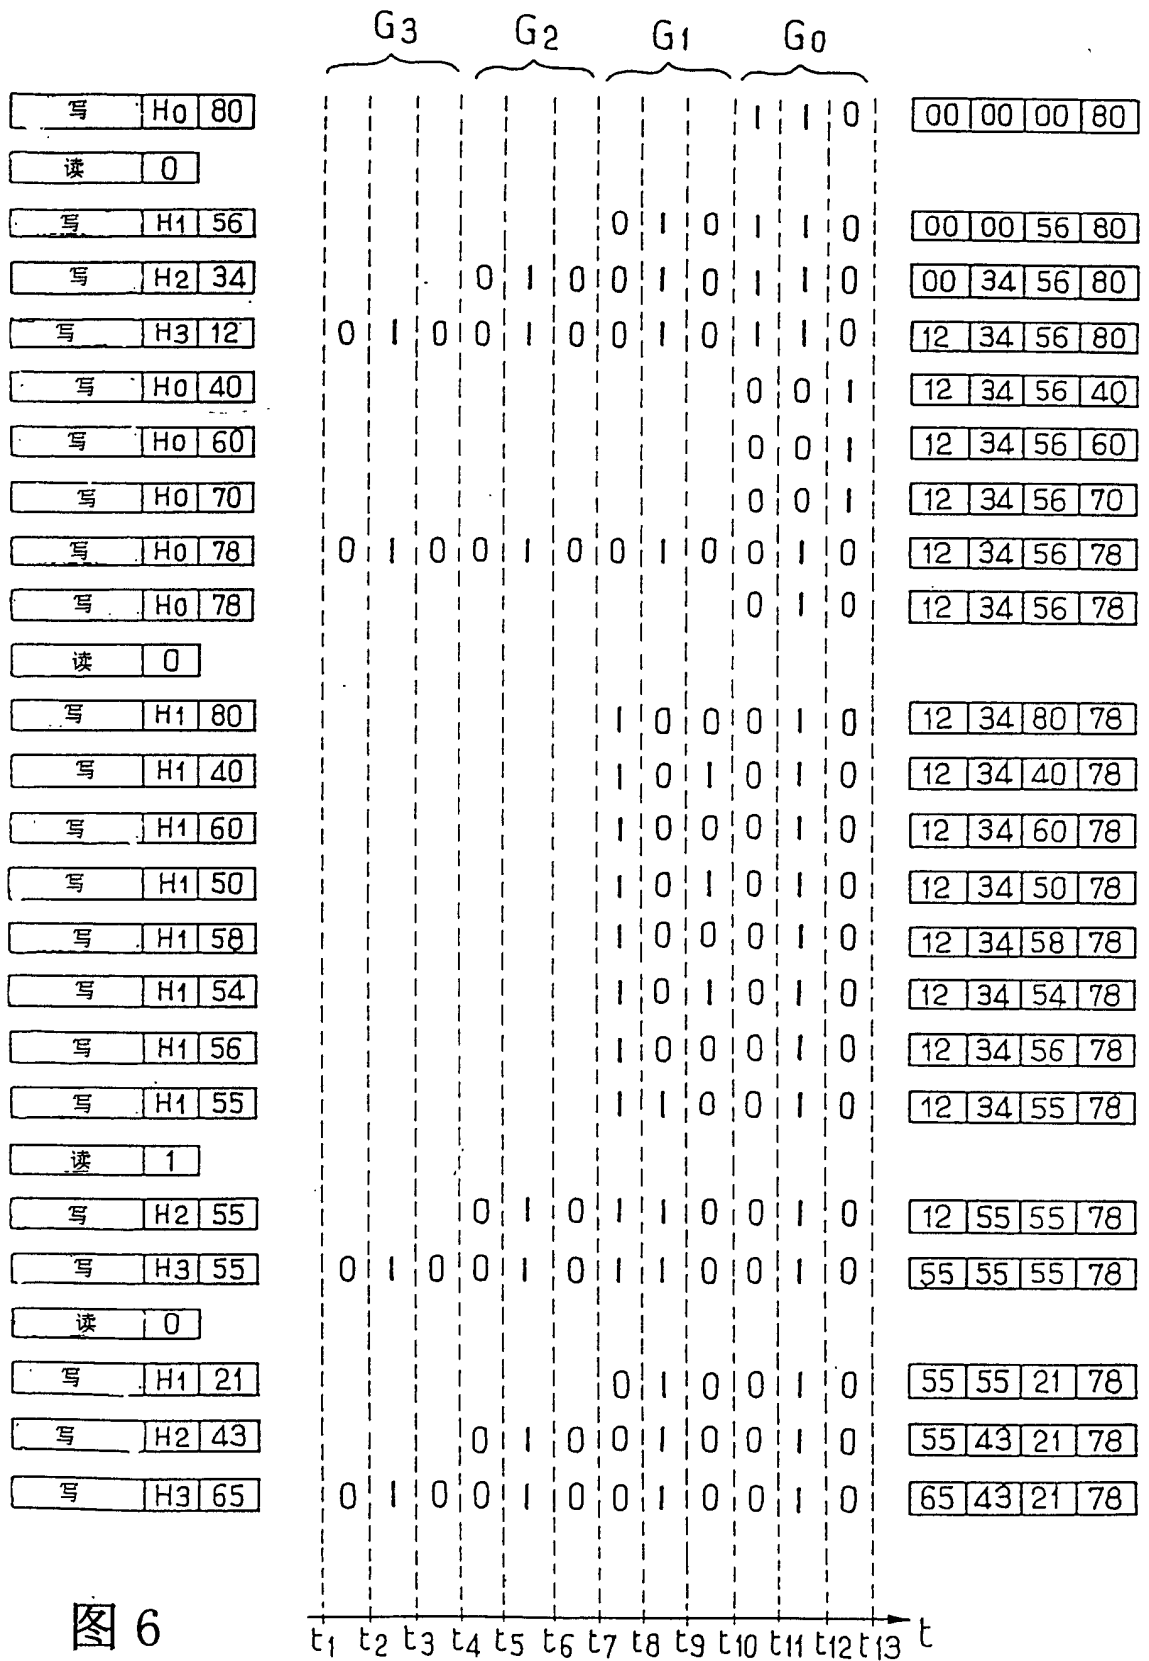 G3 G2 G1 G0
写 H0 80 1 1 0 00 00 00 80
读 0
写 H1 56 0 1 0 1 1 0 00 00 56 80
写 H2 34 0 1 0 0 1 0 1 1 0 00 34 56 80
写 H3 12 0 1 0 0 1 0 0 1 0 1 1 0 12 34 56 80
写 H0 40 0 0 1 12 34 56 40
写 H0 60 0 0 1 12 34 56 60
写 H0 70 0 0 1 12 34 56 70
写 H0 78 0 1 0 0 1 0 0 1 0 0 1 0 12 34 56 78
写 H0 78 0 1 0 12 34 56 78
读 0
写 H1 80 1 0 0 0 1 0 12 34 80 78
写 H1 40 1 0 1 0 1 0 12 34 40 78
写 H1 60 1 0 0 0 1 0 12 34 60 78
写 H1 50 1 0 1 0 1 0 12 34 50 78
写 H1 58 1 0 0 0 1 0 12 34 58 78
写 H1 54 1 0 1 0 1 0 12 34 54 78
写 H1 56 1 0 0 0 1 0 12 34 56 78
写 H1 55 1 1 0 0 1 0 12 34 55 78
读 1
写 H2 55 0 1 0 1 1 0 0 1 0 12 55 55 78
写 H3 55 0 1 0 0 1 0 1 1 0 0 1 0 55 55 55 78
读 0
写 H1 21 0 1 0 0 1 0 55 55 21 78
写 H2 43 0 1 0 0 1 0 0 1 0 55 43 21 78
写 H3 65 0 1 0 0 1 0 0 1 0 0 1 0 65 43 21 78
t1 t2 t3 t4 t5 t6 t7 t8 t9 t10 t11 t12 t13 t
图 6